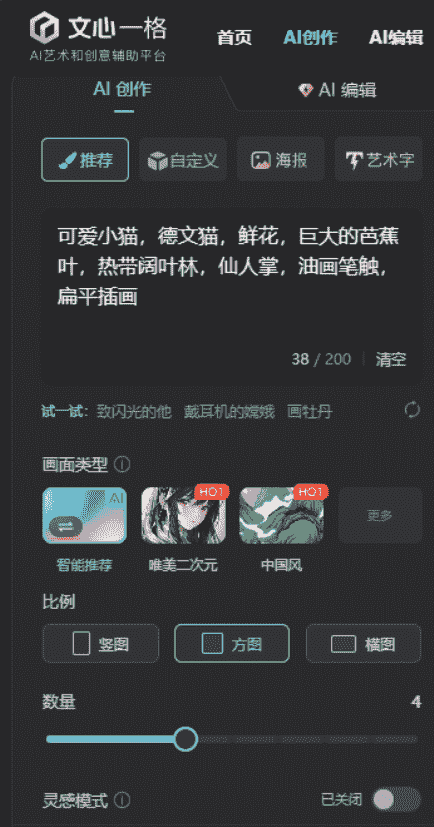 文心一格
AI艺术和创意辅助平台
首页 AI创作 AI编辑
AI 创作 AI 编辑
推荐 自定义 海报 艺术字
可爱小猫，德文猫，鲜花，巨大的芭蕉
叶，热带阔叶林，仙人掌，油画笔触，
扁平插画
38 / 200 清空
试一试: 致闪光的他 戴耳机的嫦娥 画牡丹
画面类型
AI HOT HOT 更多
智能推荐 唯美二次元 中国风
比例
竖图 方图 横图
数量 4
灵感模式 已关闭